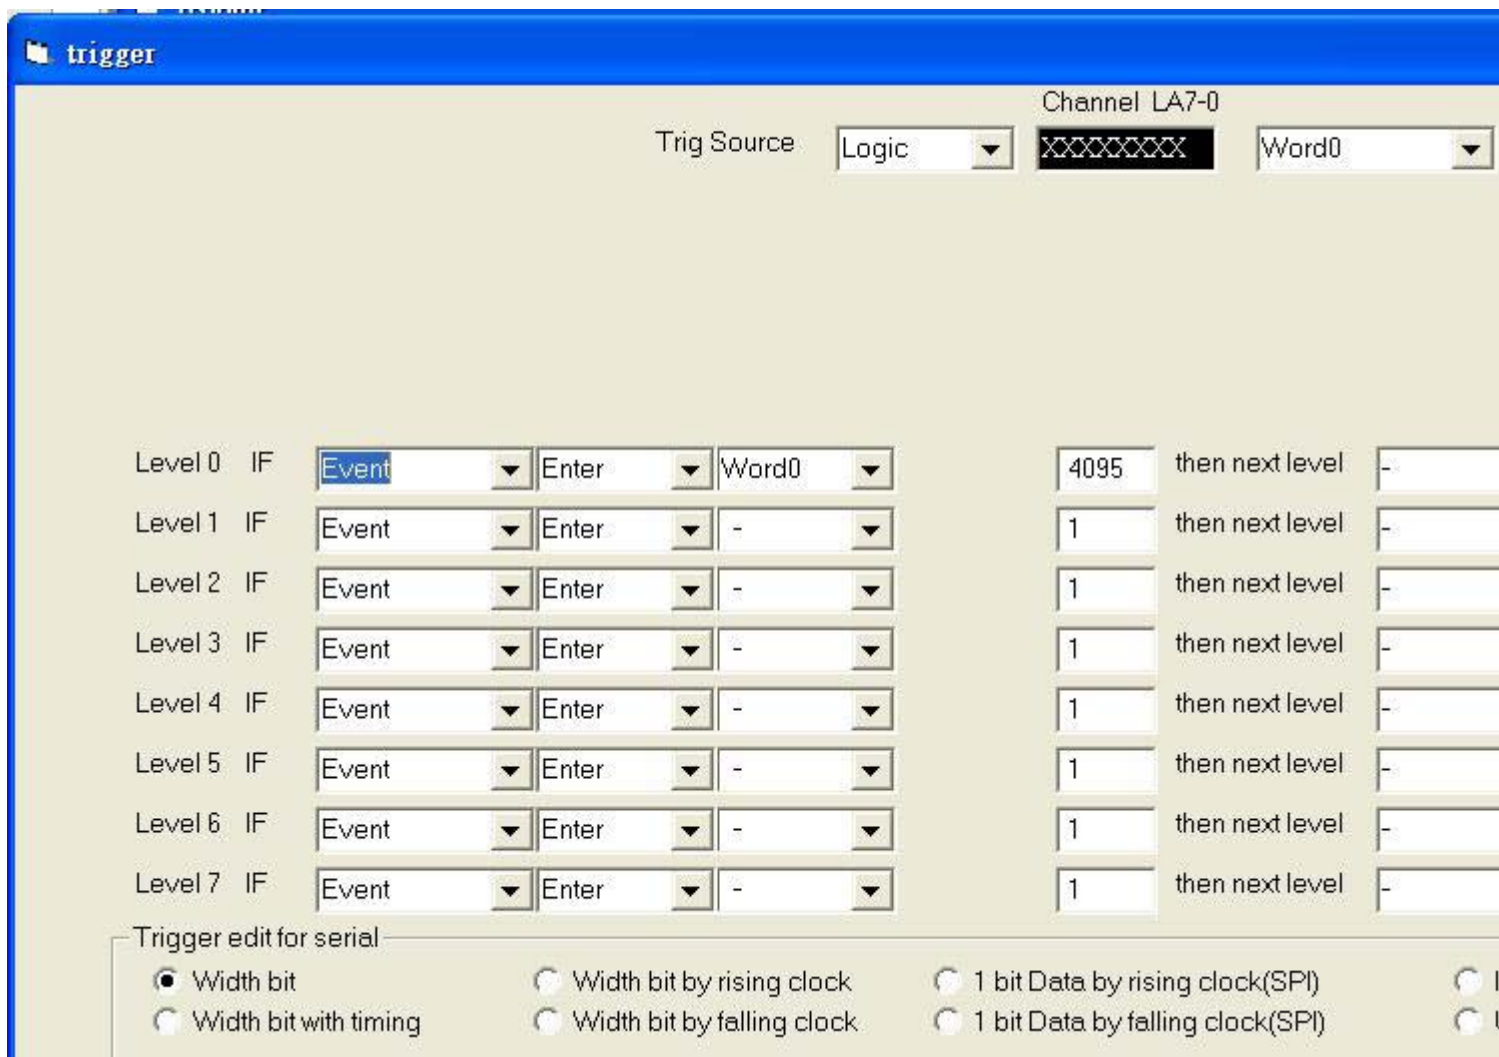 trigger
Channel LA7-0
Trig Source Logic XXXXXXXXX Word0
Level 0 IF Event Enter Word0 4095 then next level -
Level 1 IF Event Enter - 1 then next level -
Level 2 IF Event Enter - 1 then next level -
Level 3 IF Event Enter - 1 then next level -
Level 4 IF Event Enter - 1 then next level -
Level 5 IF Event Enter - 1 then next level -
Level 6 IF Event Enter - 1 then next level -
Level 7 IF Event Enter - 1 then next level -
Trigger edit for serial
Width bit Width bit by rising clock 1 bit Data by rising clock(SPI)
Width bit with timing Width bit by falling clock 1 bit Data by falling clock(SPI)